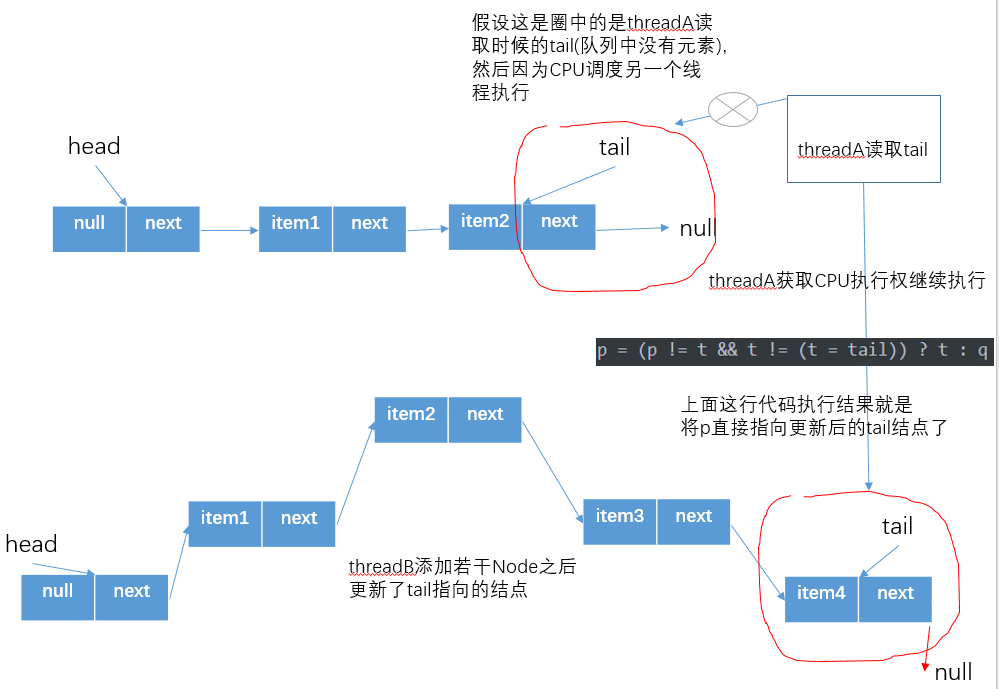 假设这是圈中的是threadA读
取时候的tail(队列中没有元素),
然后因为CPU调度另一个线
程执行
threadA读取tail
head
tail
null next
item1 next
item2 next
null
threadA获取CPU执行权继续执行
p = (p != t && t != (t = tail)) ? t : q
上面这行代码执行结果就是
将p直接指向更新后的tail结点了
item2 next
item1 next
item3 next
head
tail
threadB添加若干Node之后
更新了tail指向的结点
null next
item4 next
null